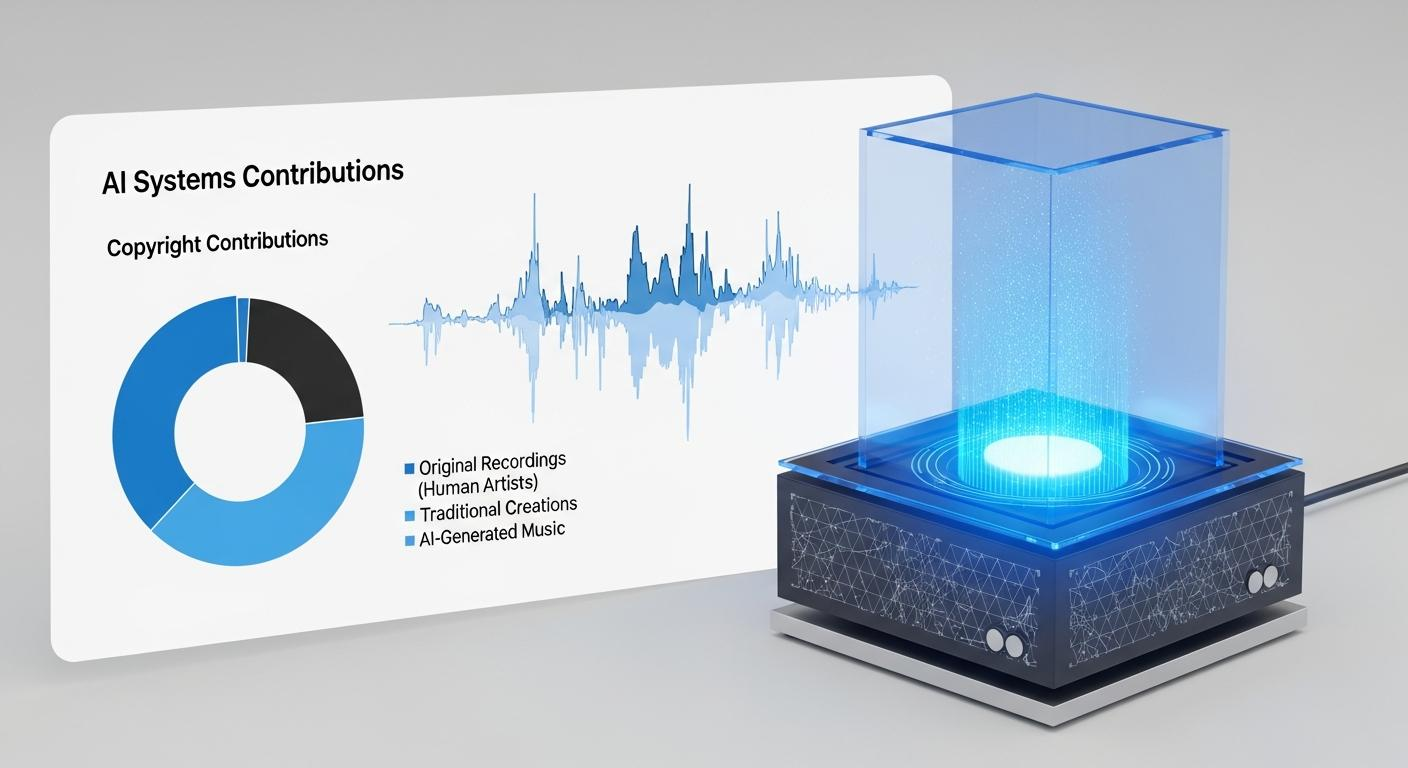 AI Systems Contributions
Copyright Contributions
Original Recordings
(Human Artists)
Traditional Creations
AI-Generated Music